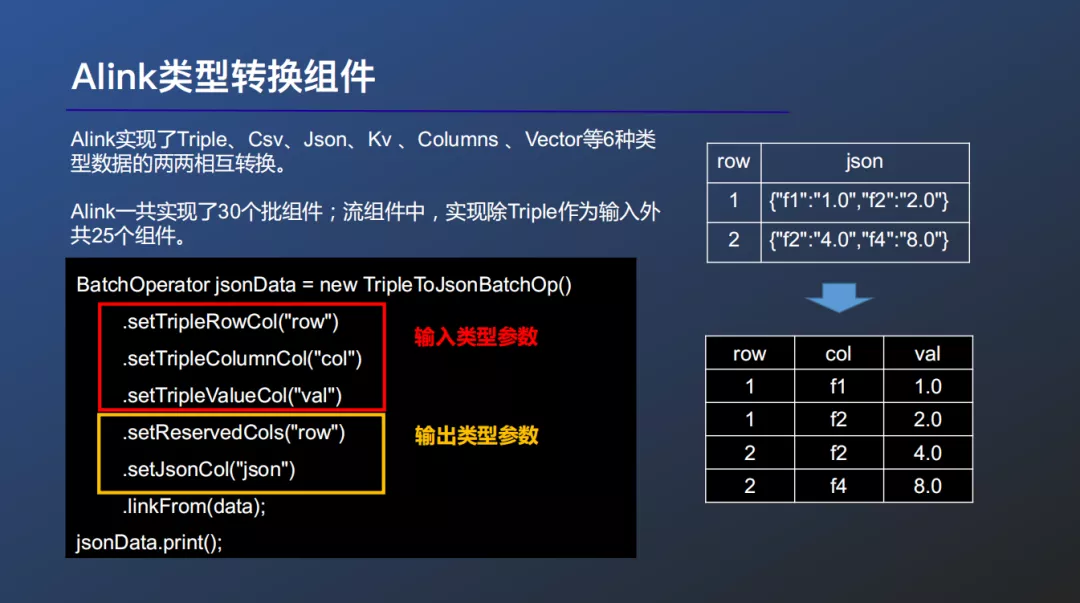 Alink类型转换组件
Alink实现了Triple、Csv、Json、Kv 、Columns 、Vector等6种类
型数据的两两相互转换。
Alink一共实现了30个批组件；流组件中，实现除Triple作为输入外
共25个组件。
BatchOperator jsonData = new TripleToJsonBatchOp()
.setTripleRowCol("row")
.setTripleColumnCol("col")
.setTripleValueCol("val")
输入类型参数
.setReservedCols("row")
.setJsonCol("json")
输出类型参数
.linkFrom(data);
jsonData.print();
row json
1 {"f1":"1.0","f2":"2.0"}
2 {"f2":"4.0","f4":"8.0"}
row col val
1 f1 1.0
1 f2 2.0
2 f2 4.0
2 f4 8.0